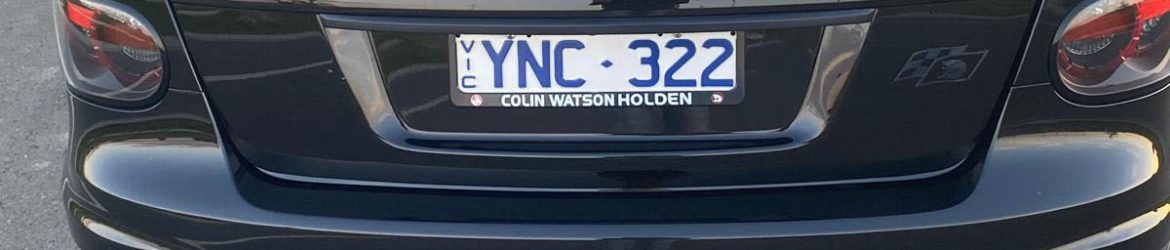 VIC
YNC·322
COLIN WATSON HOLDEN